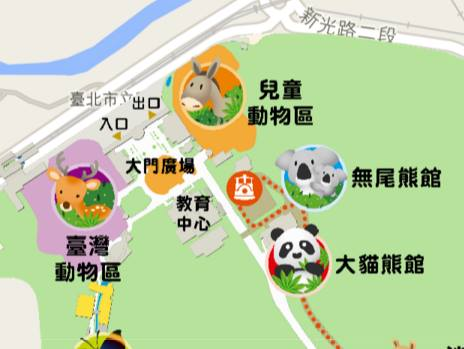 新光路二段
臺北市立
出口
入口
兒童
動物區
大門廣場
無尾熊館
教育
中心
臺灣
動物區
大貓熊館